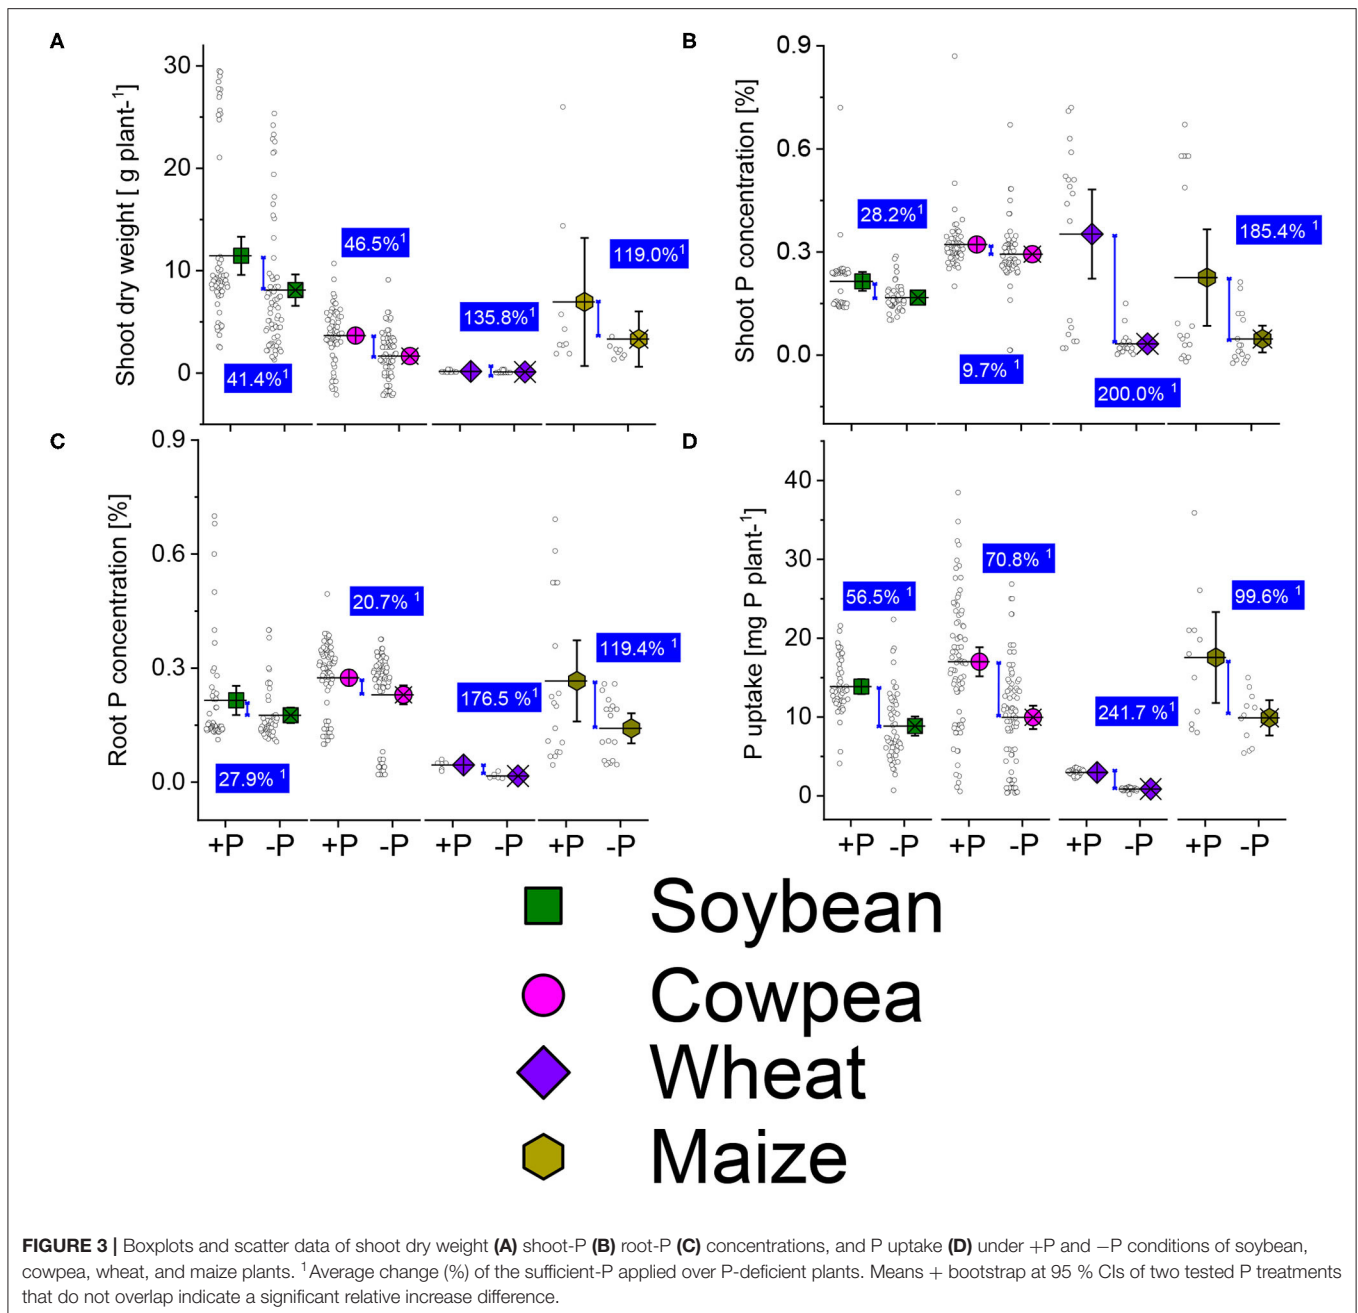 A
Shoot dry weight [ g plant-¹]
30
20
10
0
41.4%¹
46.5%¹
135.8%¹
119.0%¹
B
Shoot P concentration [%]
0.9
0.6
0.3
0.0
28.2%¹
9.7% ¹
200.0% ¹
185.4% ¹
C
Root P concentration [%]
0.9
0.6
0.3
0.0
27.9% ¹
20.7% ¹
176.5 %¹
119.4% ¹
+P -P +P -P +P -P +P -P
D
P uptake [mg P plant-¹]
40
30
20
10
0
56.5% ¹
70.8% ¹
241.7 %¹
99.6% ¹
+P -P +P -P +P -P +P -P
Soybean
Cowpea
Wheat
Maize
FIGURE 3 | Boxplots and scatter data of shoot dry weight (A) shoot-P (B) root-P (C) concentrations, and P uptake (D) under +P and −P conditions of soybean,
cowpea, wheat, and maize plants. ¹Average change (%) of the sufficient-P applied over P-deficient plants. Means + bootstrap at 95 % CIs of two tested P treatments
that do not overlap indicate a significant relative increase difference.